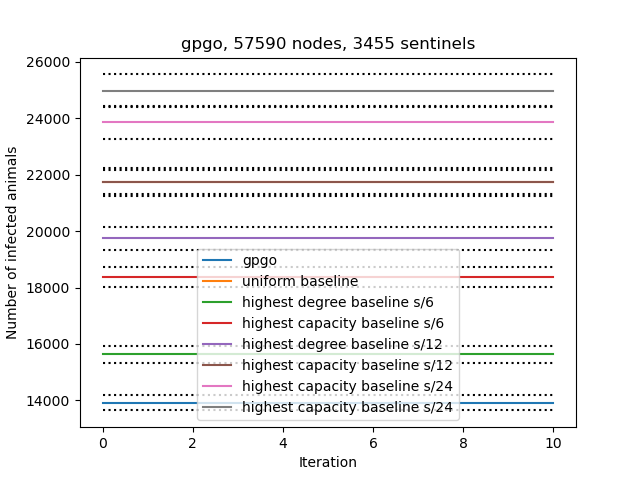 gpgo, 57590 nodes, 3455 sentinels
26000
24000
22000
20000
18000
16000
14000
Number of infected animals
gpgo
uniform baseline
highest degree baseline s/6
highest capacity baseline s/6
highest degree baseline s/12
highest capacity baseline s/12
highest capacity baseline s/24
highest capacity baseline s/24
0 2 4 6 8 10
Iteration